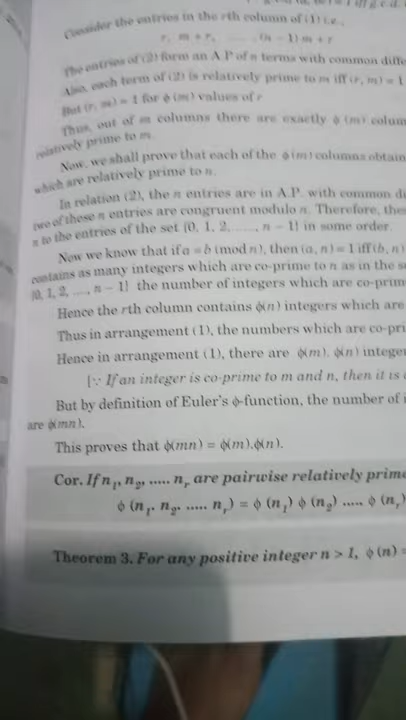 Consider the entries in the rth column of (1) i.e.,
r, m + r, ..... (n – 1) m + r
The entries of (2) form an A.P. of n terms with common diffe
Also, each term of (2) is relatively prime to m iff (r, m) = 1
But (r, m) = 1 for ϕ (m) values of r
Thus, out of m columns there are exactly ϕ (m) colum
relatively prime to m.
Now, we shall prove that each of the ϕ (m) columns obtain
which are relatively prime to n.
In relation (2), the n entries are in A.P. with common di
two of these n entries are congruent modulo n. Therefore, the
n to the entries of the set {0, 1, 2, ....., n – 1} in some order.
Now we know that if a ≡ b (mod n), then (a, n) = 1 iff (b, n)
contains as many integers which are co-prime to n as in the s
{0, 1, 2, ...., n – 1} the number of integers which are co-prim
Hence the rth column contains ϕ(n) integers which are
Thus in arrangement (1), the numbers which are co-pri
Hence in arrangement (1), there are ϕ(m). ϕ(n) intege
[∵ If an integer is co-prime to m and n, then it is
But by definition of Euler's ϕ-function, the number of i
are ϕ(mn).
This proves that ϕ(mn) = ϕ(m).ϕ(n).
Cor. If n₁, n₂, ..... nᵣ are pairwise relatively prime
ϕ (n₁. n₂. ..... nᵣ) = ϕ (n₁) ϕ (n₂) ..... ϕ (nᵣ)
Theorem 3. For any positive integer n > 1, ϕ (n) =